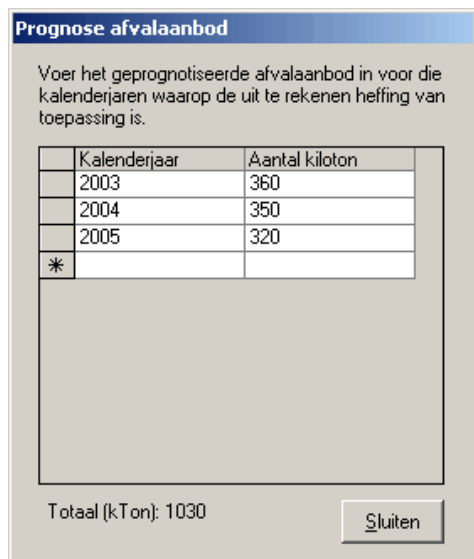 Prognose afvalaanbod
Voer het geprognotiseerde afvalaanbod in voor die
kalenderjaren waarop de uit te rekenen heffing van
toepassing is.
Kalenderjaar Aantal kiloton
2003 360
2004 350
2005 320
Totaal (kTon): 1030
Sluiten